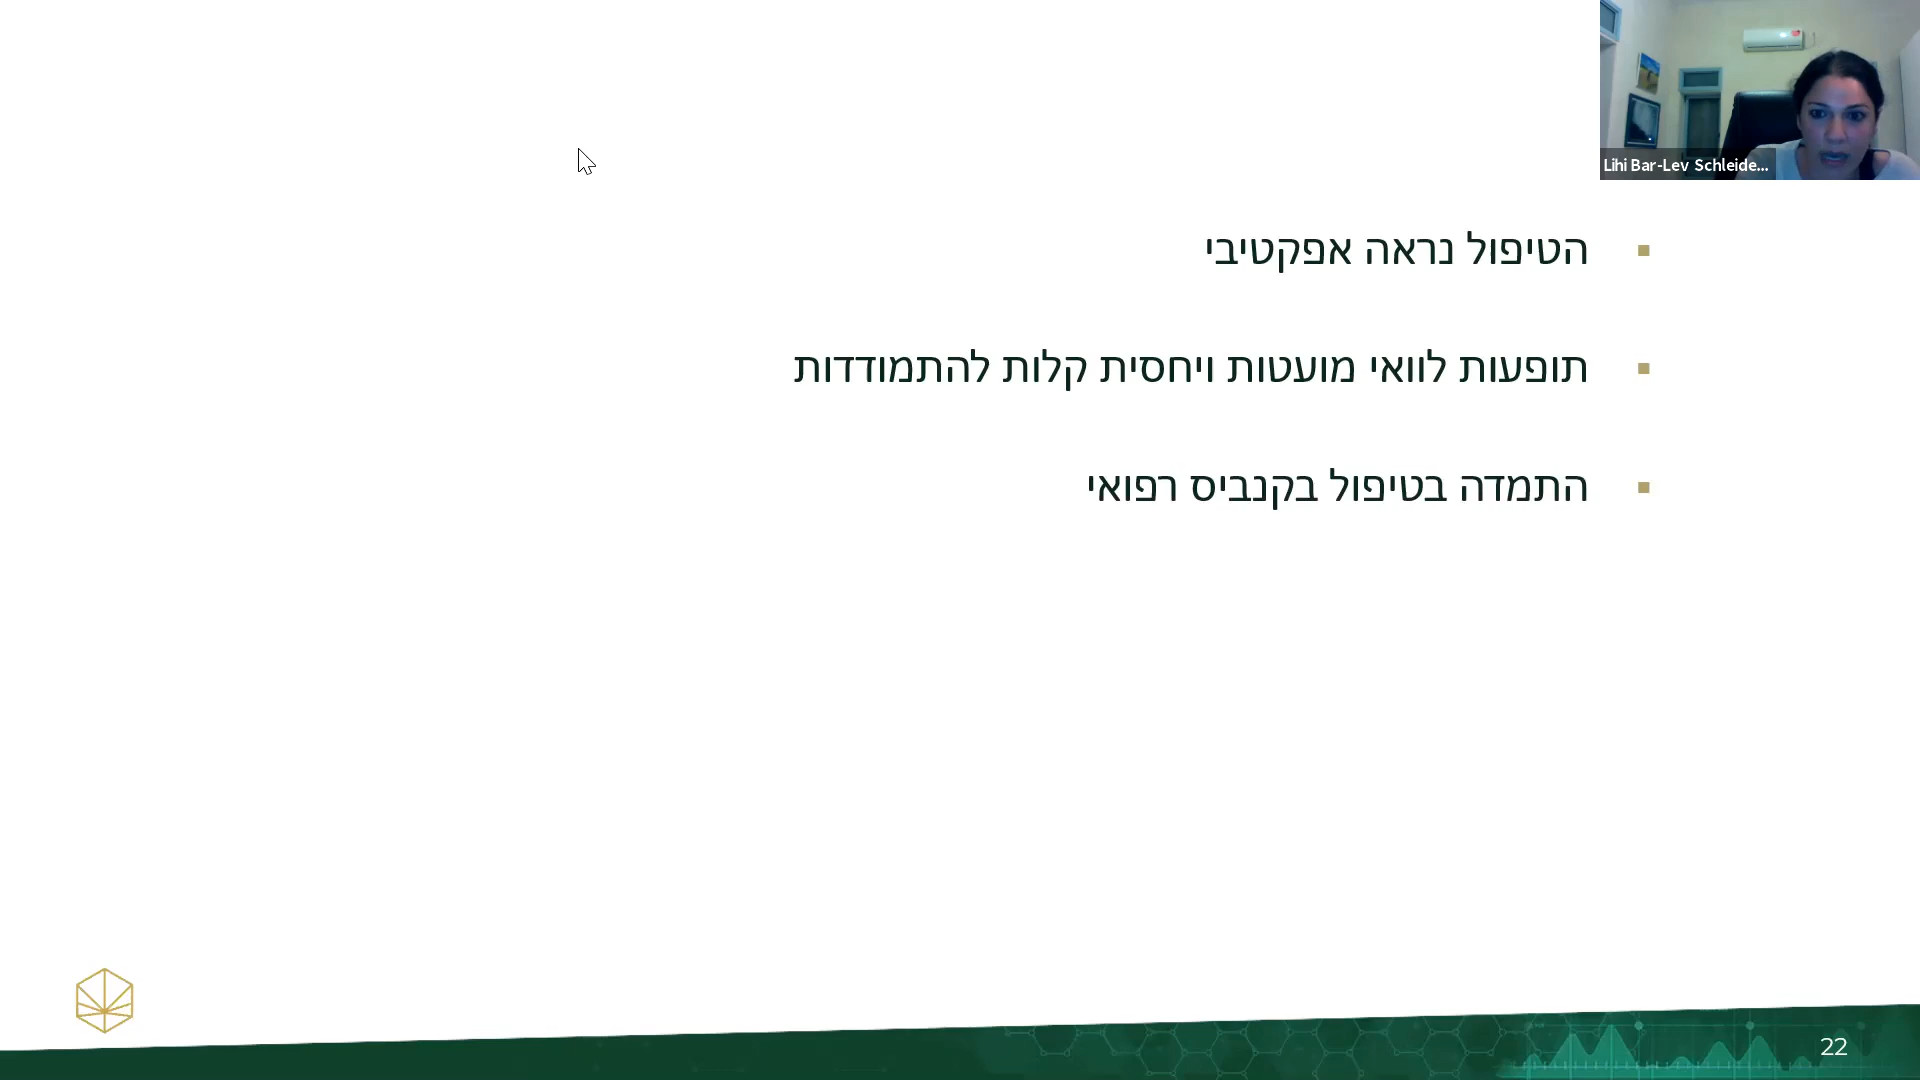 Lihi Bar-Lev Schleide...
הטיפול נראה אפקטיבי
תופעות לוואי מועטות ויחסית קלות להתמודדות
התמדה בטיפול בקנביס רפואי
22